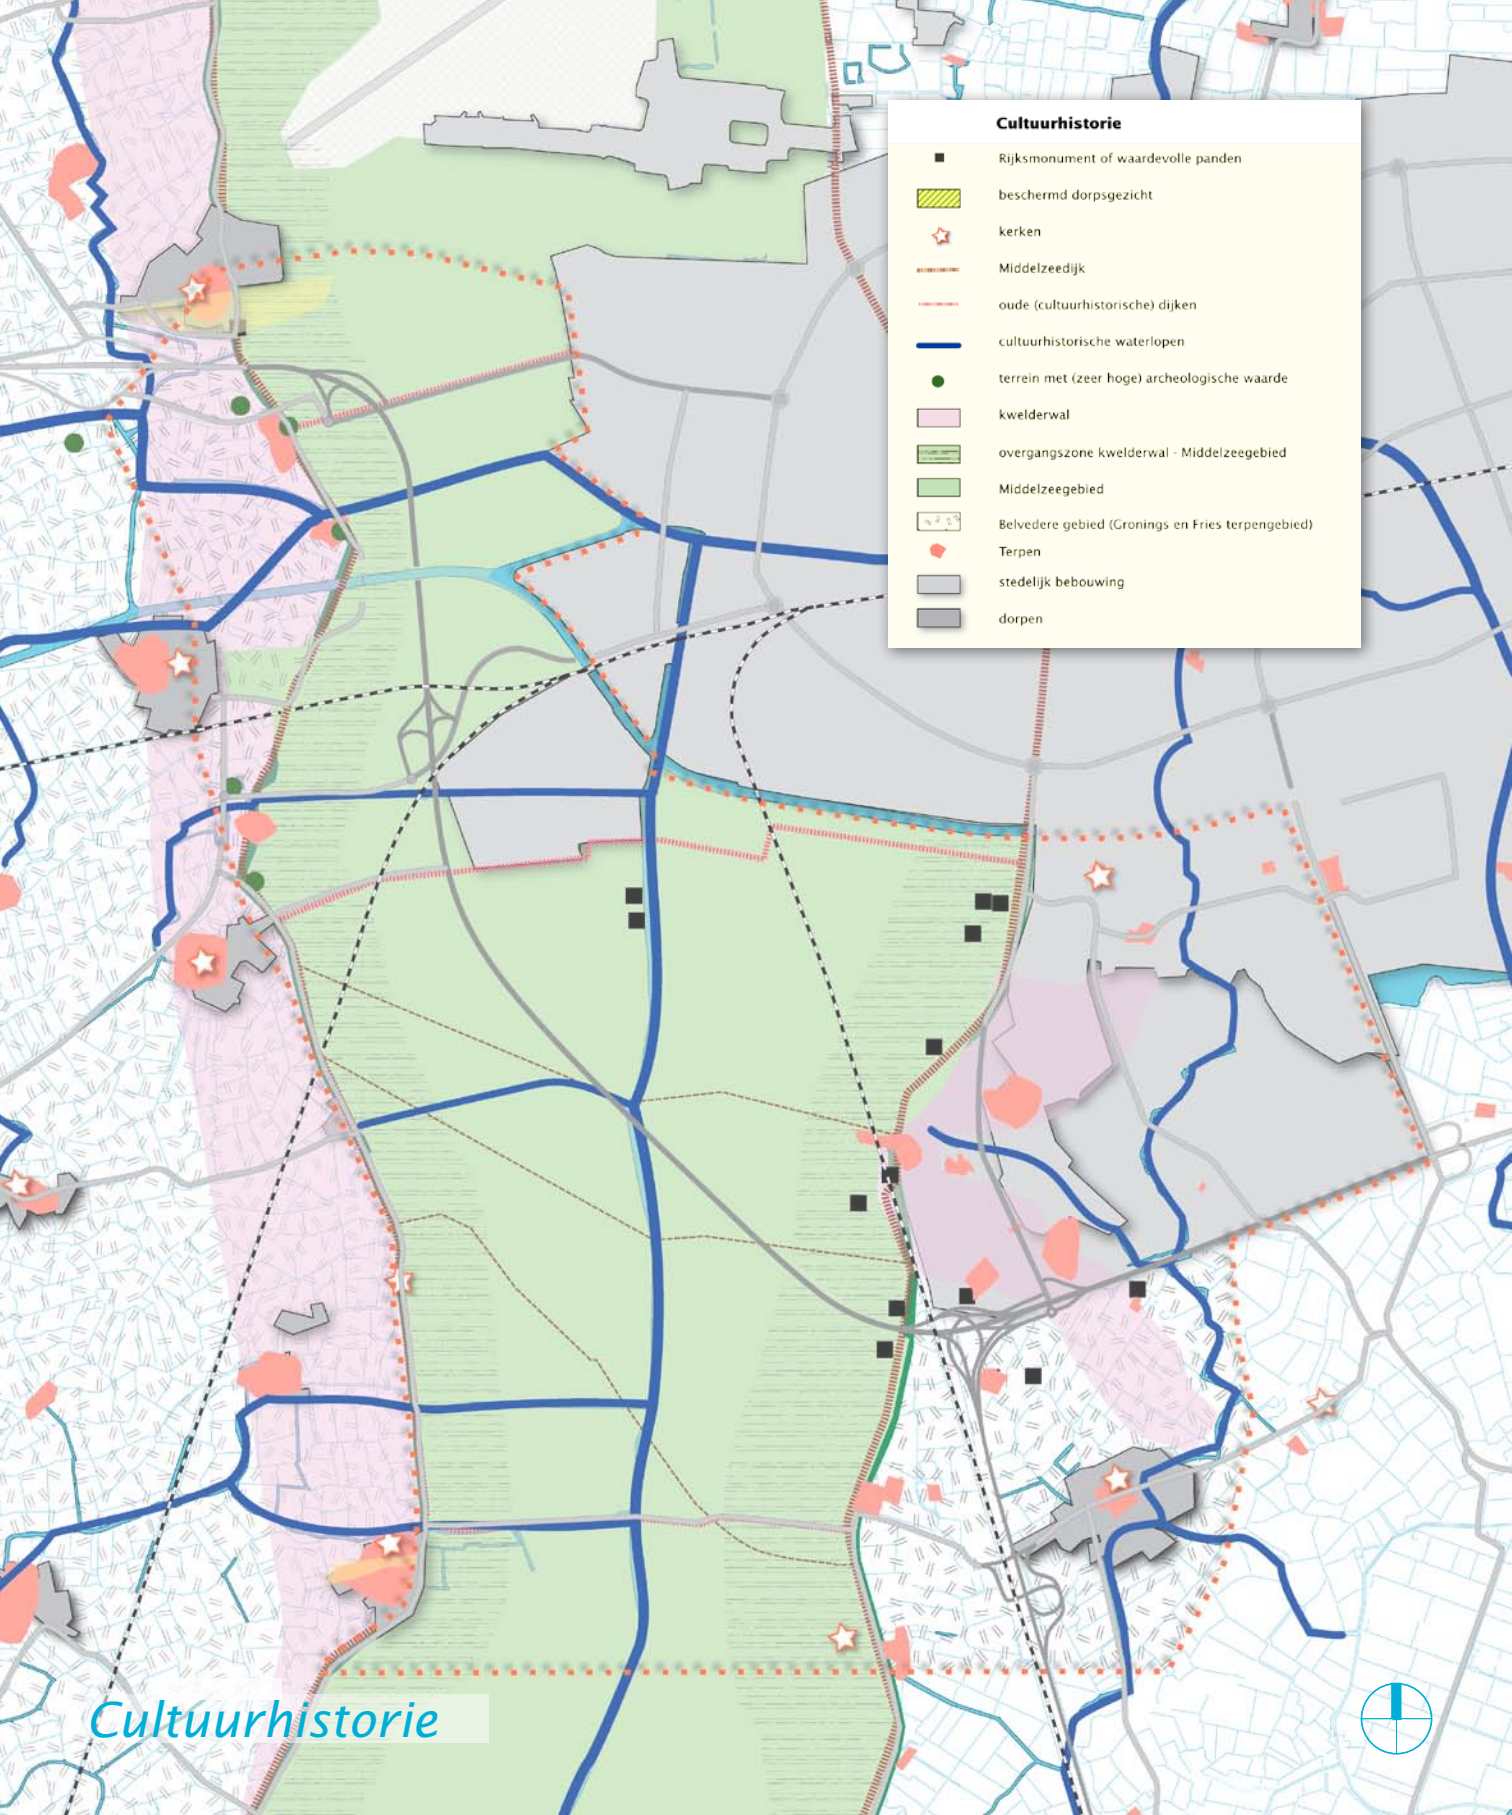 Cultuurhistorie
Rijksmonument of waardevolle panden
beschermd dorpsgezicht
kerken
Middelzeedijk
oude (cultuurhistorische) dijken
cultuurhistorische waterlopen
terrein met (zeer hoge) archeologische waarde
kwelderwal
overgangszone kwelderwal - Middelzeegebied
Middelzeegebied
Belvedere gebied (Gronings en Fries terpengebied)
Terpen
stedelijk bebouwing
dorpen
Cultuurhistorie